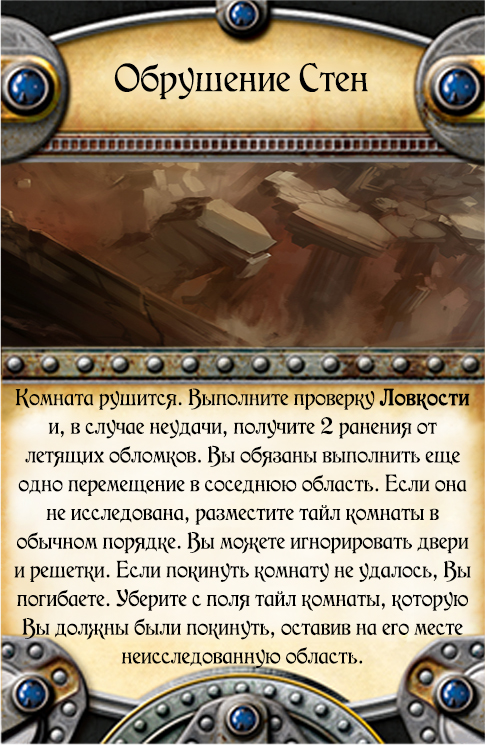 Обрушение Стен
Комната рушится. Выполните проверку Ловкости
и, в случае неудачи, получите 2 ранения от
летящих обломков. Вы обязаны выполнить еще
одно перемещение в соседнюю область. Если она
не исследована, разместите тайл комнаты в
обычном порядке. Вы можете игнорировать двери
и решетки. Если покинуть комнату не удалось, Вы
погибаете. Уберите с поля тайл комнаты, которую
Вы должны были покинуть, оставив на его месте
неисследованную область.